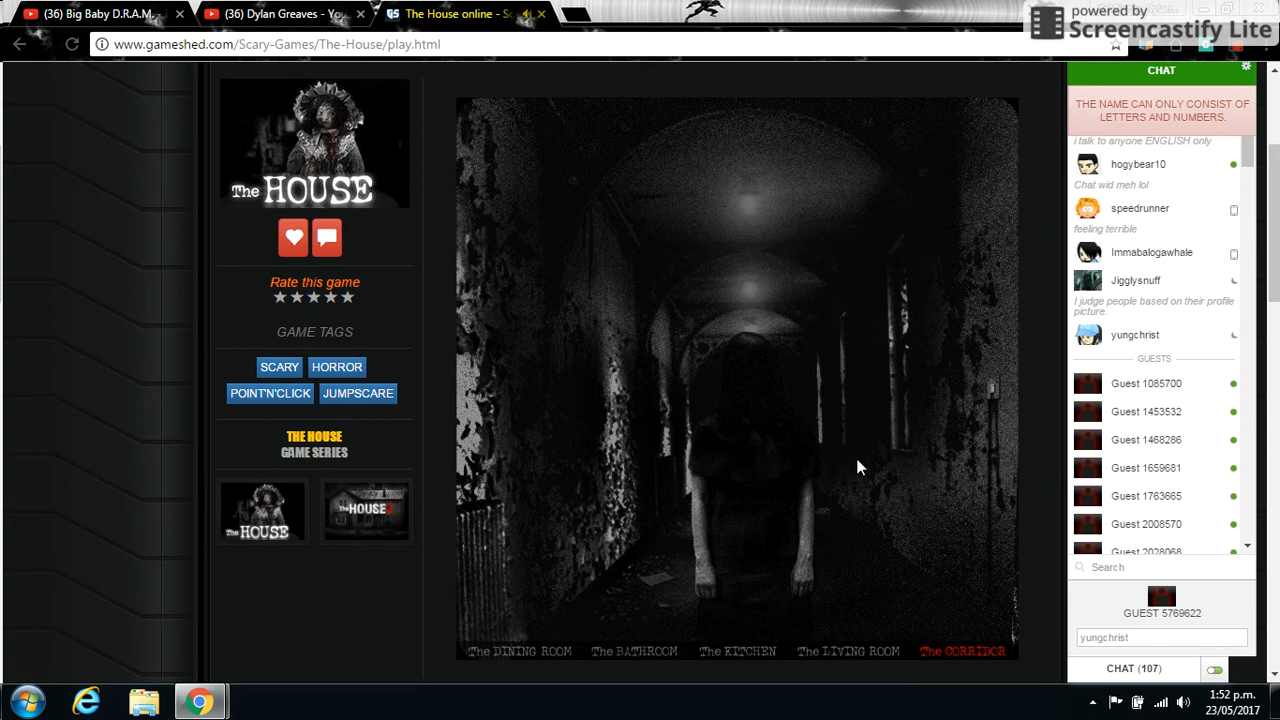 (36) Big Baby D.R.A.M.
(36) Dylan Greaves - Yo
GS The House online - Sc
powered by
Screencastify Lite
www.gameshed.com/Scary-Games/The-House/play.html
The HOUSE
Rate this game
GAME TAGS
SCARY HORROR
POINT'N'CLICK JUMPSCARE
THE HOUSE
GAME SERIES
The HOUSE
The HOUSE 2
The DINING ROOM The BATHROOM The KITCHEN The LIVING ROOM The CORRIDOR
CHAT
THE NAME CAN ONLY CONSIST OF
LETTERS AND NUMBERS.
i talk to anyone ENGLISH only
hogybear10
Chat wid meh lol
speedrunner
feeling terrible
Immabalogawhale
Jigglysnuff
I judge people based on their profile
picture.
yungchrist
GUESTS
Guest 1085700
Guest 1453532
Guest 1468286
Guest 1659681
Guest 1763665
Guest 2008570
Guest 2028068
Search
GUEST 5769622
yungchrist
CHAT (107)
1:52 p.m.
23/05/2017